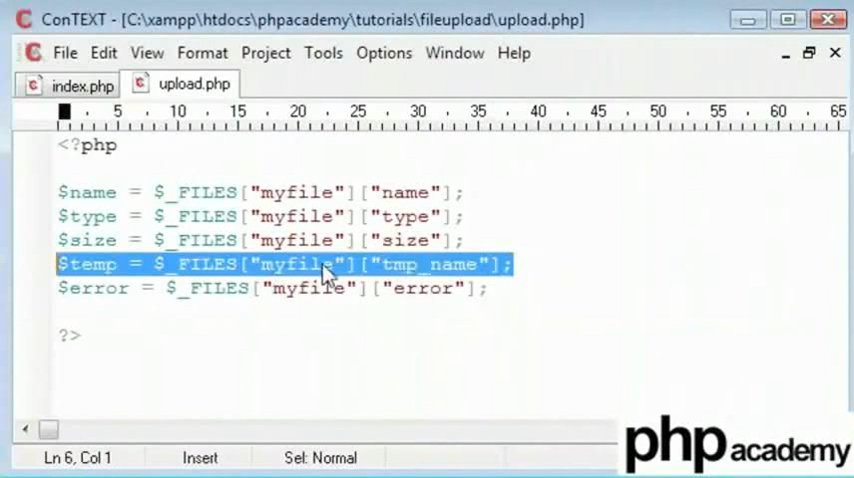 ConTEXT - [C:\xampp\htdocs\phpacademy\tutorials\fileupload\upload.php]
File Edit View Format Project Tools Options Window Help
index.php upload.php
5 10 15 20 25 30 35 40 45 50 55 60 65
<?php
$name = $_FILES["myfile"]["name"];
$type = $_FILES["myfile"]["type"];
$size = $_FILES["myfile"]["size"];
$temp = $_FILES["myfile"]["tmp_name"];
$error = $_FILES["myfile"]["error"];
?>
php academy
Ln 6, Col 1 Insert Sel: Normal